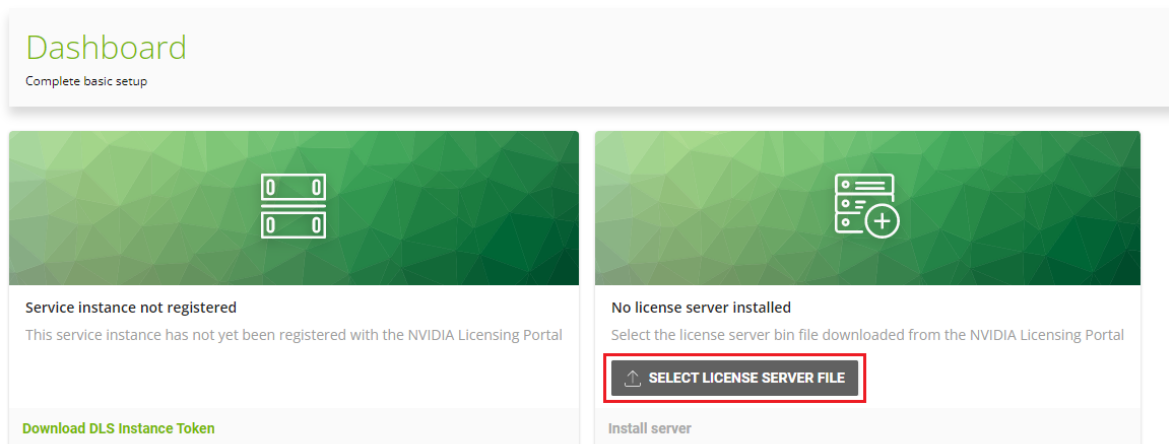 Dashboard
Complete basic setup
Service instance not registered
This service instance has not yet been registered with the NVIDIA Licensing Portal
Download DLS Instance Token
No license server installed
Select the license server bin file downloaded from the NVIDIA Licensing Portal
SELECT LICENSE SERVER FILE
Install server